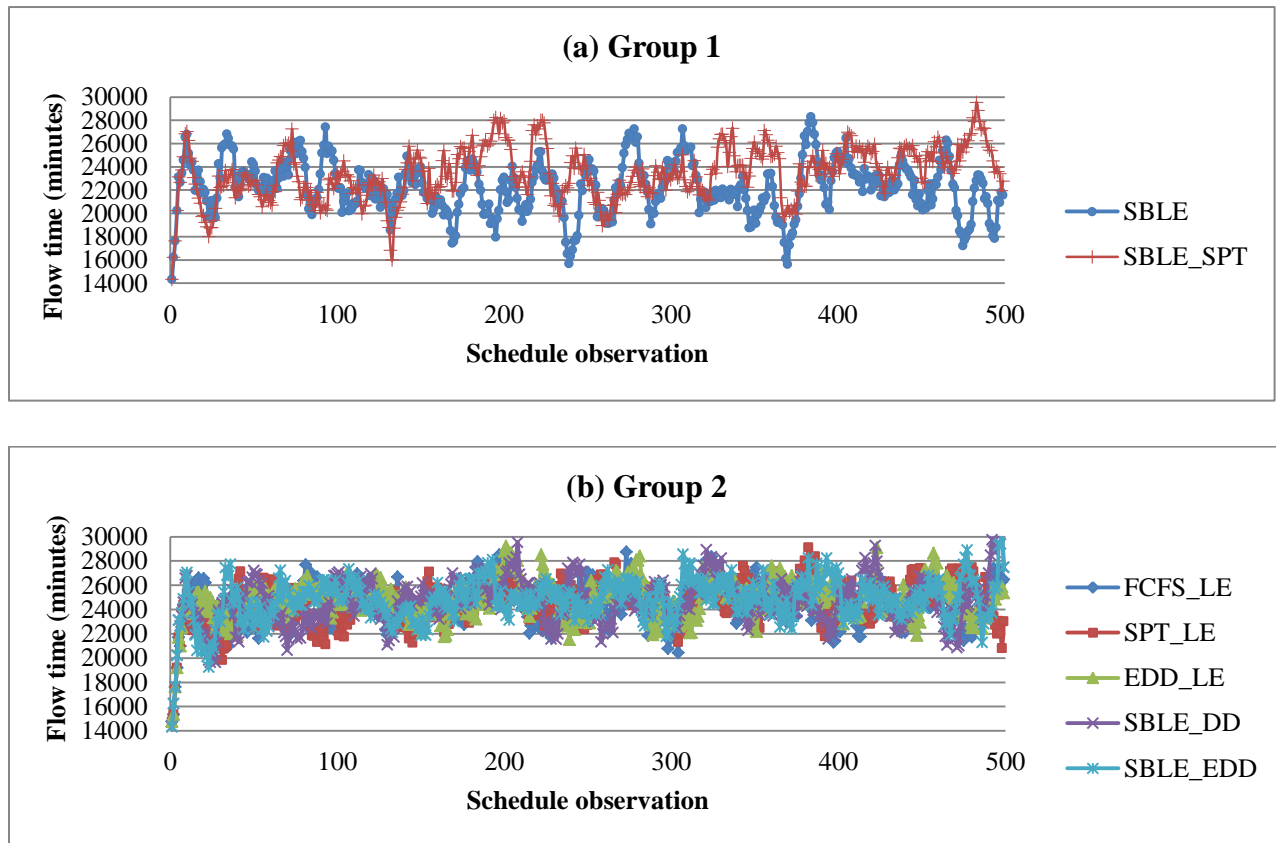 (a) Group 1
Flow time (minutes)
30000
28000
26000
24000
22000
20000
18000
16000
14000
0 100 200 300 400 500
Schedule observation
SBLE
SBLE_SPT
(b) Group 2
Flow time (minutes)
30000
28000
26000
24000
22000
20000
18000
16000
14000
0 100 200 300 400 500
Schedule observation
FCFS_LE
SPT_LE
EDD_LE
SBLE_DD
SBLE_EDD